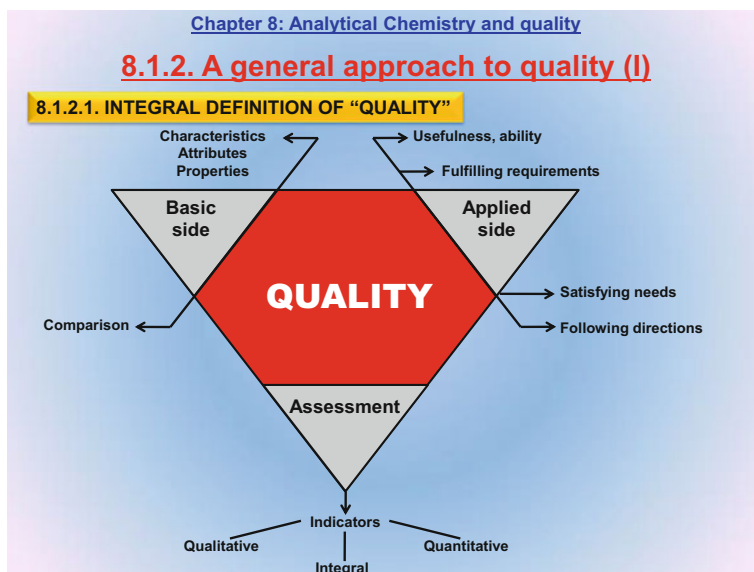 Chapter 8: Analytical Chemistry and quality
8.1.2. A general approach to quality (I)
8.1.2.1. INTEGRAL DEFINITION OF “QUALITY”
Characteristics
Attributes
Properties
Usefulness, ability
Fulfilling requirements
Basic
side
Applied
side
QUALITY
Satisfying needs
Comparison
Following directions
Assessment
Indicators
Qualitative
Quantitative
Integral